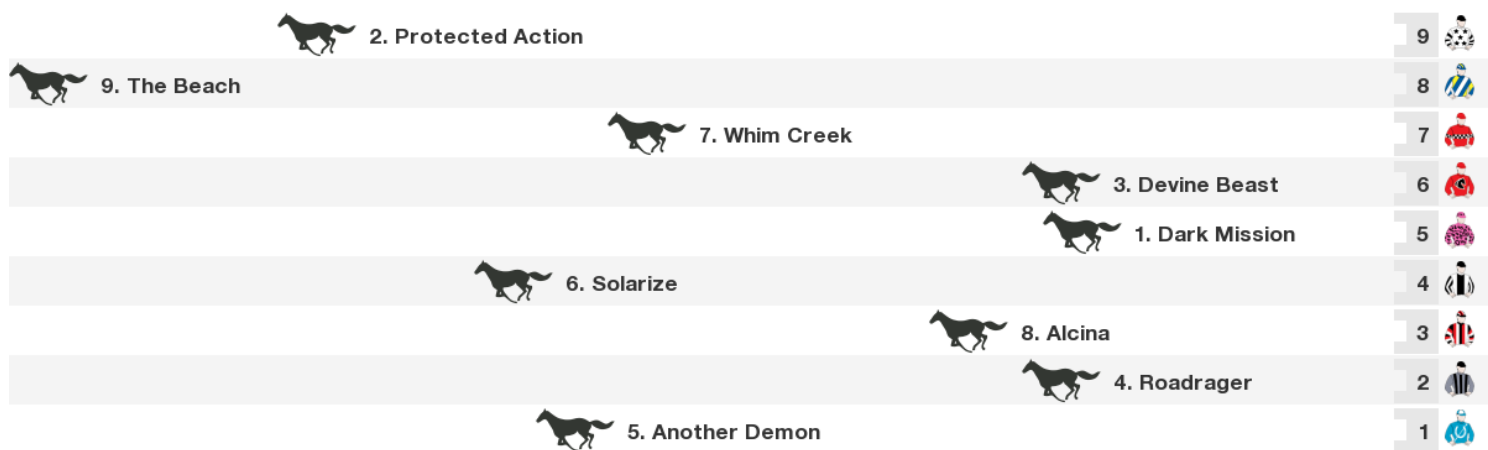 2. Protected Action 9
9. The Beach 8
7. Whim Creek 7
3. Devine Beast 6
1. Dark Mission 5
6. Solarize 4
8. Alcina 3
4. Roadrager 2
5. Another Demon 1